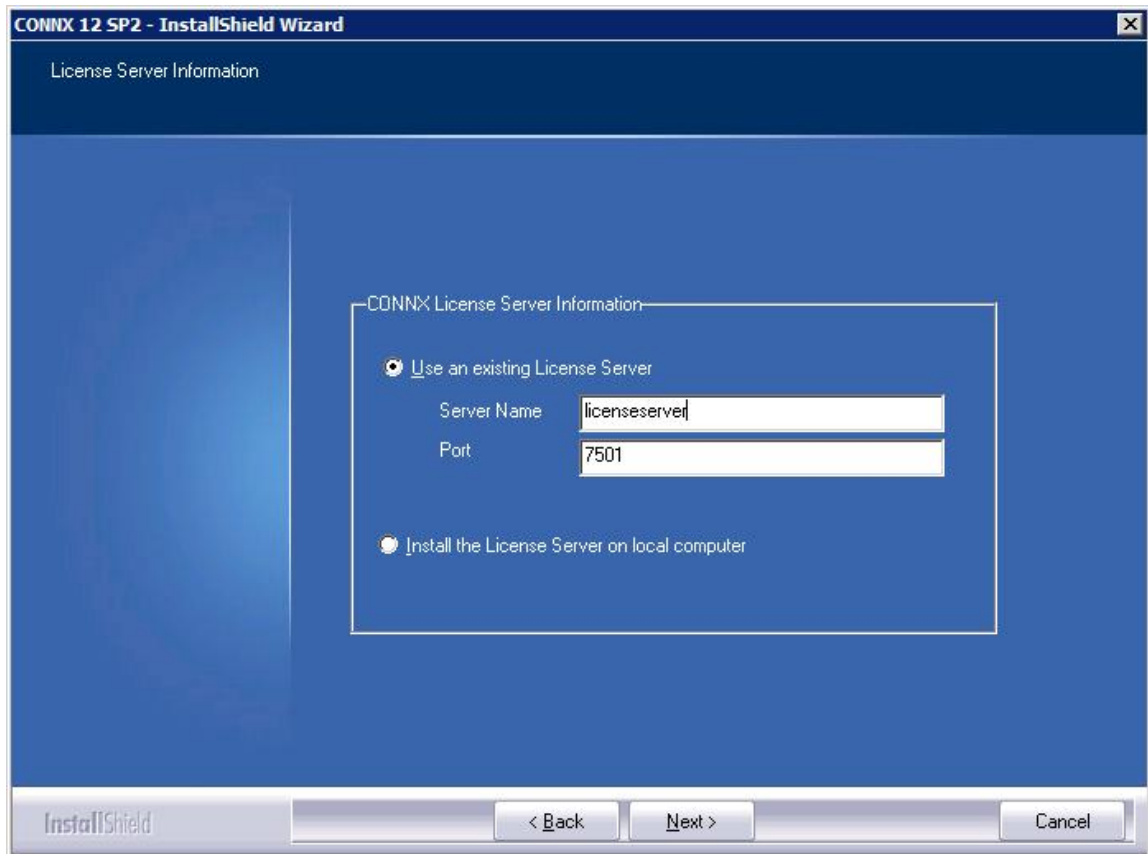 CONNX 12 SP2 - InstallShield Wizard
License Server Information
CONNX License Server Information
Use an existing License Server
Server Name licenseserver
Port 7501
Install the License Server on local computer
InstallShield < Back Next > Cancel